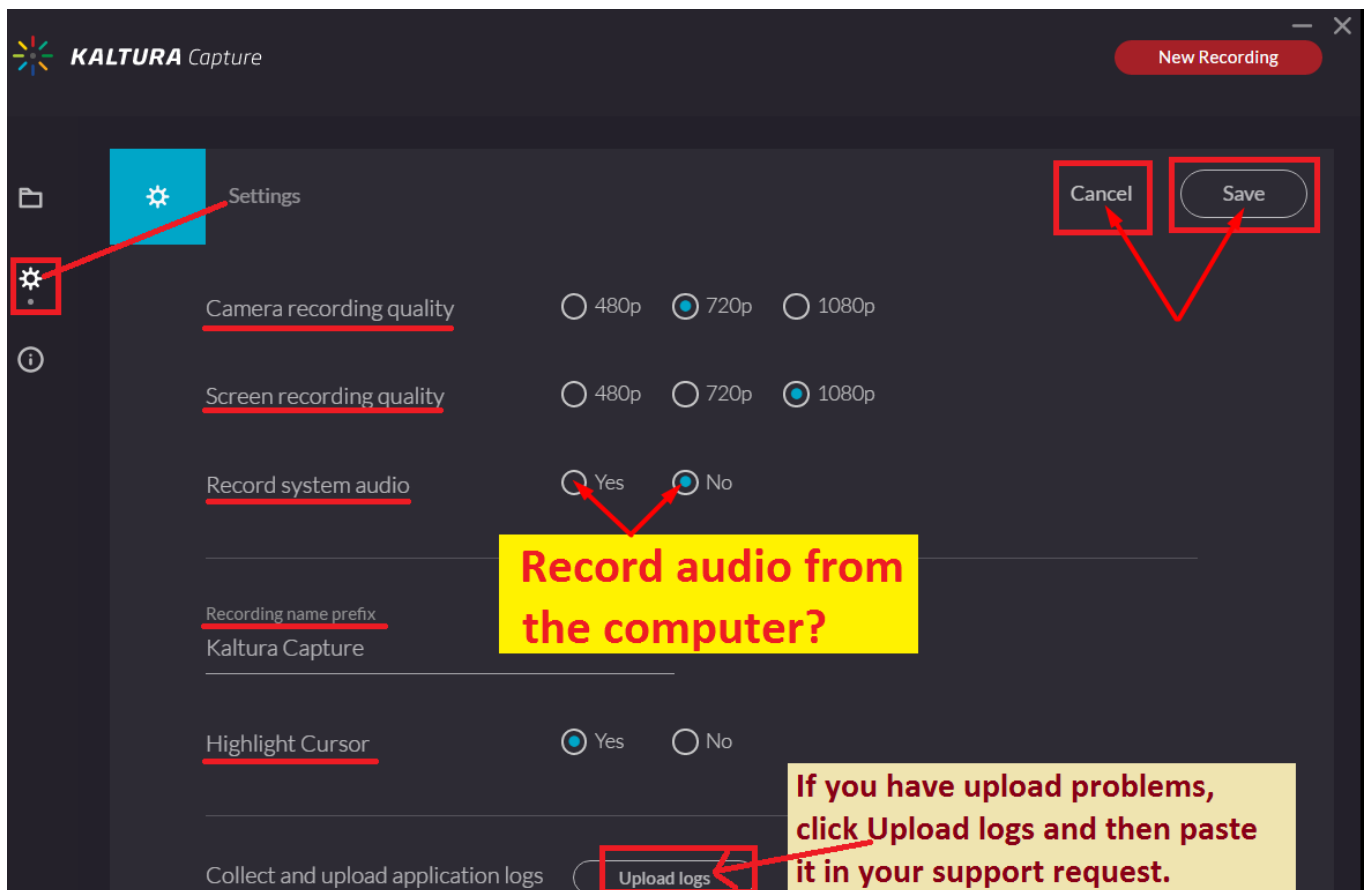 KALTURA Capture
New Recording
Settings
Cancel
Save
Camera recording quality
480p
720p
1080p
Screen recording quality
480p
720p
1080p
Record system audio
Yes
No
Record audio from
the computer?
Recording name prefix
Kaltura Capture
Highlight Cursor
Yes
No
If you have upload problems,
click Upload logs and then paste
it in your support request.
Collect and upload application logs
Upload logs